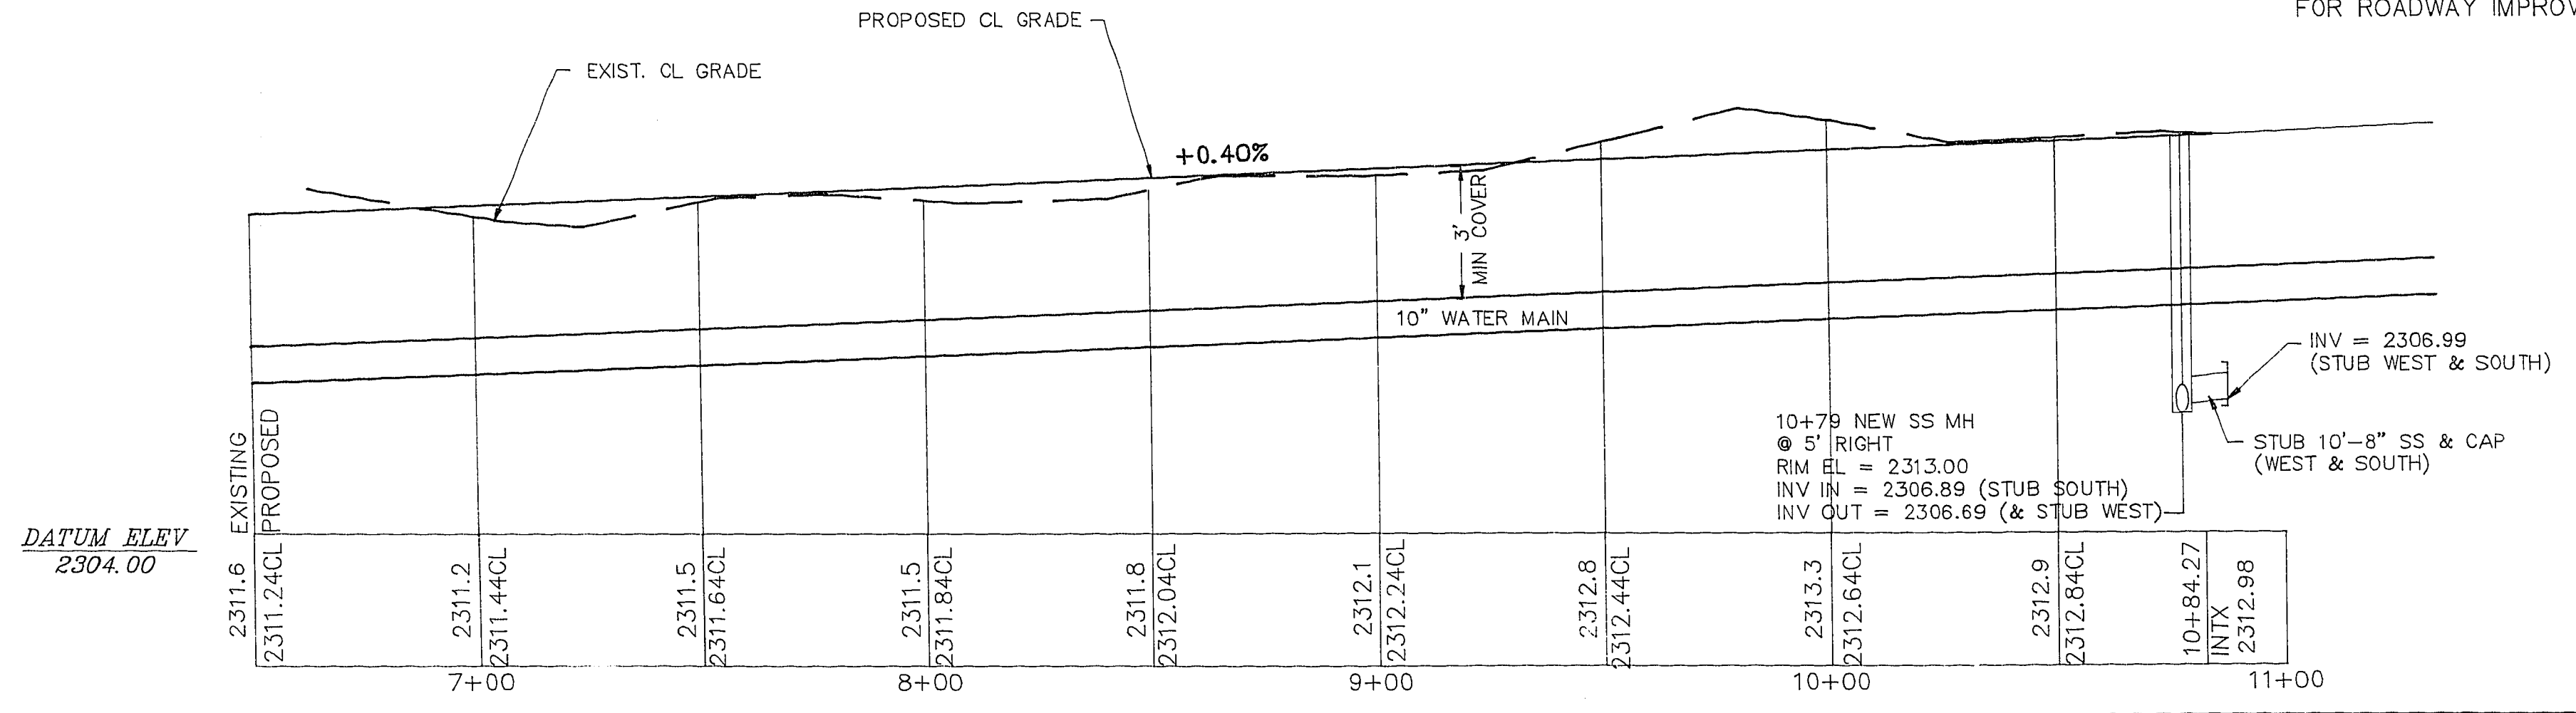 FOR ROADWAY IMPROV
PROPOSED CL GRADE
EXIST. CL GRADE
+0.40%
3'
MIN COVER
10" WATER MAIN
INV = 2306.99
(STUB WEST & SOUTH)
10+79 NEW SS MH
@ 5' RIGHT
RIM EL = 2313.00
INV IN = 2306.89 (STUB SOUTH)
INV OUT = 2306.69 (& STUB WEST)
STUB 10'-8" SS & CAP
(WEST & SOUTH)
EXISTING
PROPOSED
DATUM ELEV
2304.00
2311.6
2311.24CL
2311.2
2311.44CL
2311.5
2311.64CL
2311.5
2311.84CL
2311.8
2312.04CL
2312.1
2312.24CL
2312.8
2312.44CL
2313.3
2312.64CL
2312.9
2312.84CL
10+84.27
INTX
2312.98
7+00
8+00
9+00
10+00
11+00